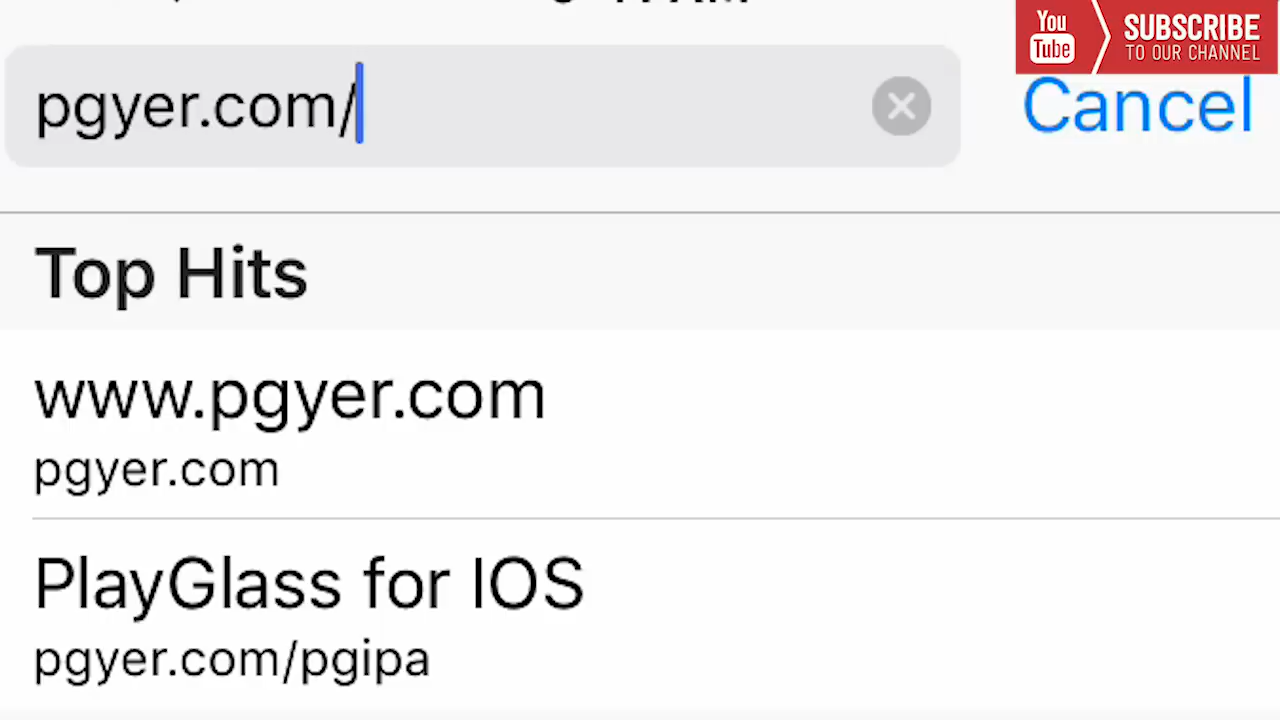 You
Tube
SUBSCRIBE
TO OUR CHANNEL
pgyer.com/
Cancel
Top Hits
www.pgyer.com
pgyer.com
PlayGlass for IOS
pgyer.com/pgipa